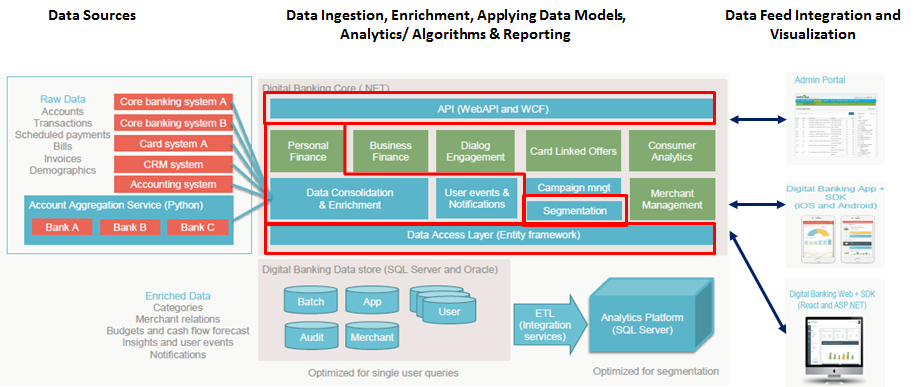 Data Sources
Data Ingestion, Enrichment, Applying Data Models,
Analytics/ Algorithms & Reporting
Data Feed Integration and
Visualization
Raw Data
Accounts
Transactions
Scheduled payments
Bills
Invoices
Demographics
Core banking system A
Core banking system B
Card system A
CRM system
Accounting system
Account Aggregation Service (Python)
Bank A
Bank B
Bank C
Digital Banking Core (.NET)
API (WebAPI and WCF)
Personal
Finance
Business
Finance
Dialog
Engagement
Card Linked Offers
Consumer
Analytics
Data Consolidation
& Enrichment
User events &
Notifications
Campaign mngt
Segmentation
Merchant
Management
Data Access Layer (Entity framework)
Admin Portal
Digital Banking App +
SDK
(iOS and Android)
Digital Banking Web + SDK
(React and ASP.NET)
Enriched Data
Categories
Merchant relations
Budgets and cash flow forecast
Insights and user events
Notifications
Digital Banking Data store (SQL Server and Oracle)
Batch
App
User
Audit
Merchant
ETL
(Integration
services)
Analytics Platform
(SQL Server)
Optimized for single user queries
Optimized for segmentation